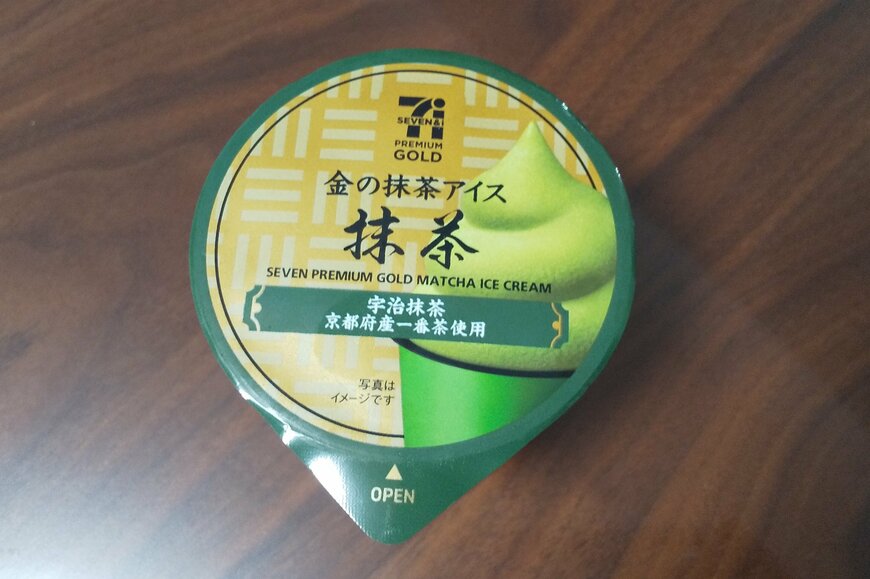 SEVEN&i
PREMIUM
GOLD
金の抹茶アイス
抹茶
SEVEN PREMIUM GOLD MATCHA ICE CREAM
宇治抹茶
京都府産一番茶使用
写真は
イメージです
OPEN